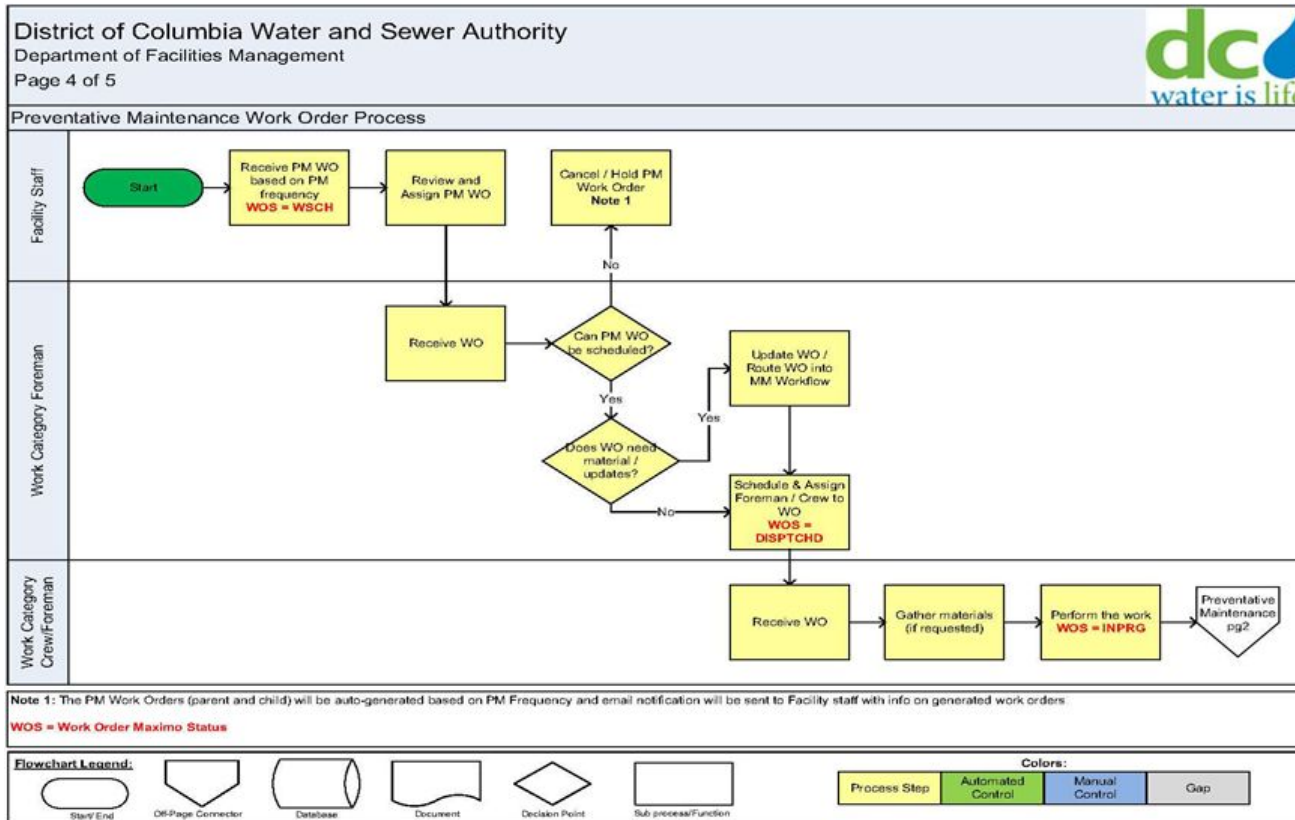 District of Columbia Water and Sewer Authority
Department of Facilities Management
Page 4 of 5
dc
water is life
Preventative Maintenance Work Order Process
Facility Staff
Start
Receive PM WO
based on PM
frequency
WOS = WSCH
Review and
Assign PM WO
Cancel / Hold PM
Work Order
Note 1
No
Work Category Foreman
Receive WO
Can PM WO
be scheduled?
Yes
Does WO need
material /
updates?
Yes
No
Update WO /
Route WO into
MM Workflow
Schedule & Assign
Foreman / Crew to
WO
WOS =
DISPTCHD
Work Category
Crew/Foreman
Receive WO
Gather materials
(if requested)
Perform the work
WOS = INPRG
Preventative
Maintenance
pg2
Note 1: The PM Work Orders (parent and child) will be auto-generated based on PM Frequency and email notification will be sent to Facility staff with info on generated work orders
WOS = Work Order Maximo Status
Flowchart Legend:
Start/ End
Off-Page Connector
Database
Document
Decision Point
Sub process/Function
Colors:
Process Step
Automated
Control
Manual
Control
Gap